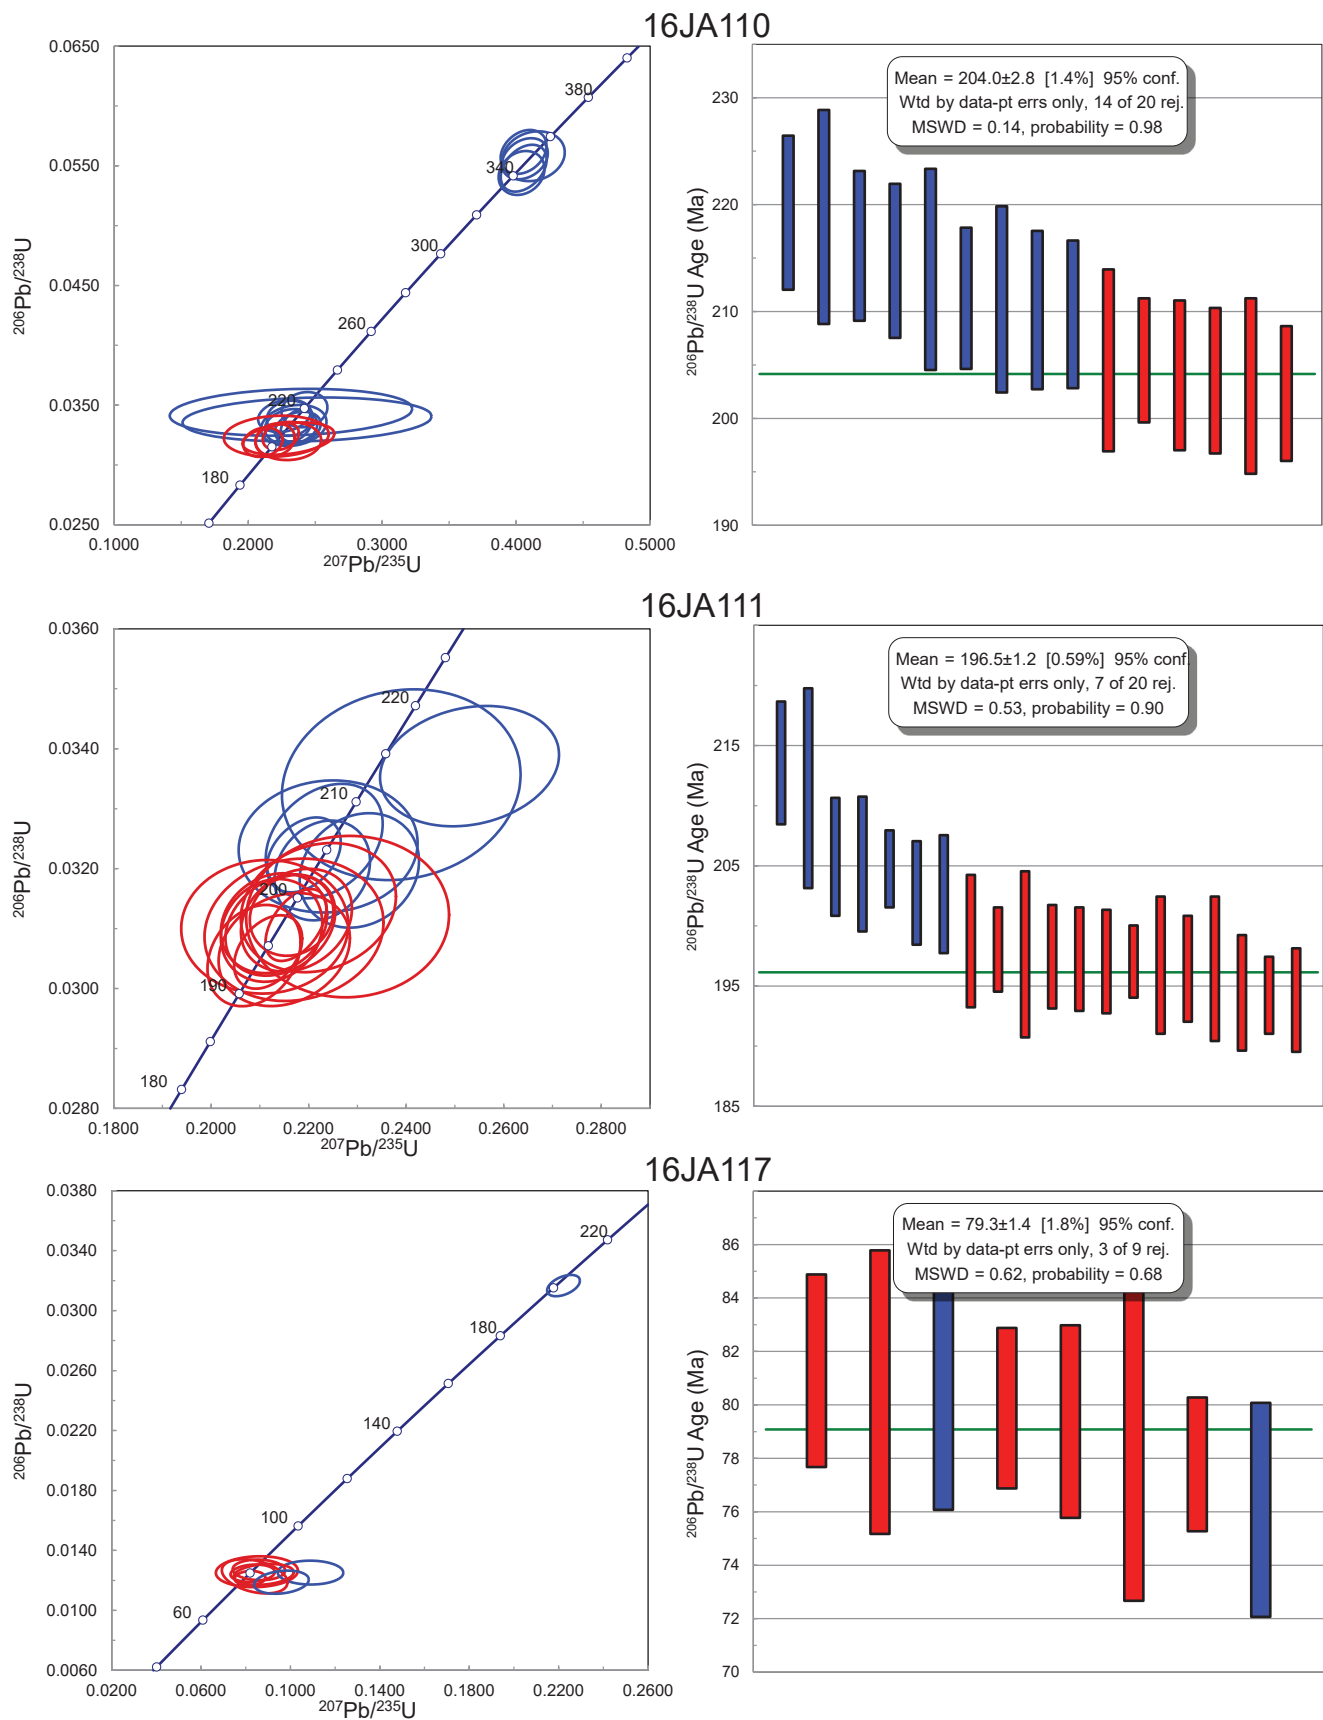 16JA110
0.0650
0.0550
0.0450
0.0350
0.0250
206Pb/238U
380
340
300
260
220
180
0.1000 0.2000 0.3000 0.4000 0.5000
207Pb/235U
Mean = 204.0±2.8 [1.4%] 95% conf.
Wtd by data-pt errs only, 14 of 20 rej.
MSWD = 0.14, probability = 0.98
230
220
210
200
190
206Pb/238U Age (Ma)
16JA111
0.0360
0.0340
0.0320
0.0300
0.0280
206Pb/238U
220
210
200
190
180
0.1800 0.2000 0.2200 0.2400 0.2600 0.2800
207Pb/235U
Mean = 196.5±1.2 [0.59%] 95% conf.
Wtd by data-pt errs only, 7 of 20 rej.
MSWD = 0.53, probability = 0.90
215
205
195
185
206Pb/238U Age (Ma)
16JA117
0.0380
0.0340
0.0300
0.0260
0.0220
0.0180
0.0140
0.0100
0.0060
206Pb/238U
220
180
140
100
60
0.0200 0.0600 0.1000 0.1400 0.1800 0.2200 0.2600
207Pb/235U
Mean = 79.3±1.4 [1.8%] 95% conf.
Wtd by data-pt errs only, 3 of 9 rej.
MSWD = 0.62, probability = 0.68
86
84
82
80
78
76
74
72
70
206Pb/238U Age (Ma)